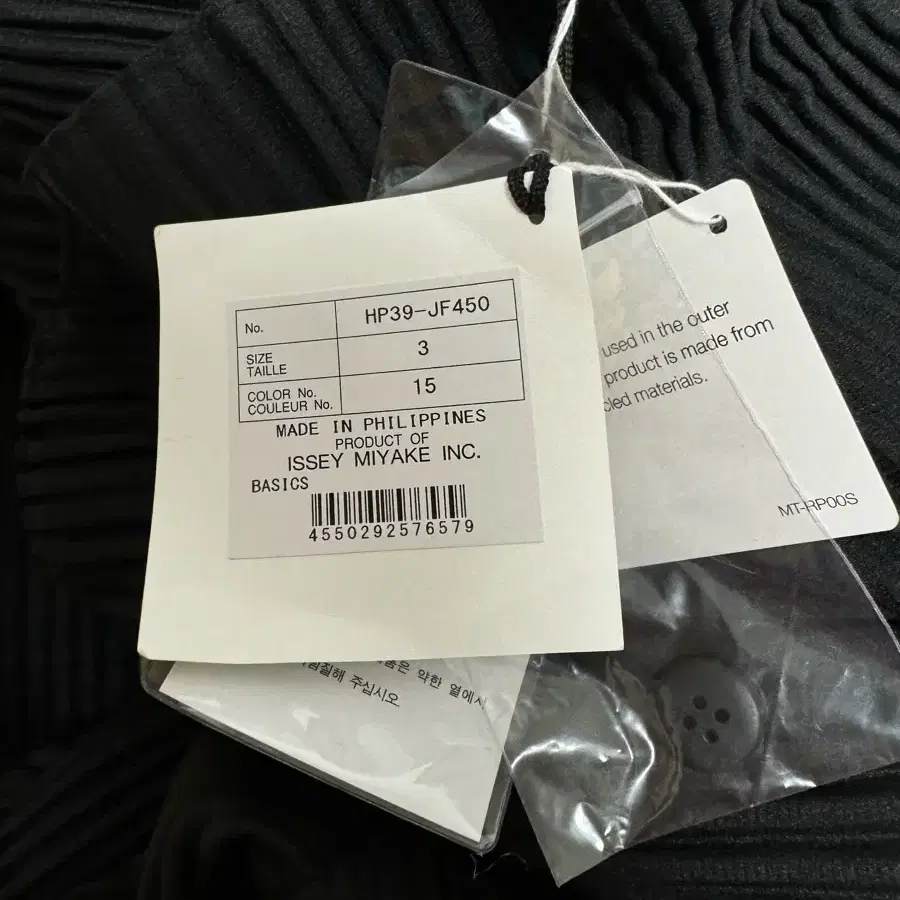 No. HP39-JF450
SIZE
TAILLE 3
COLOR No.
COULEUR No. 15
MADE IN PHILIPPINES
PRODUCT OF
ISSEY MIYAKE INC.
BASICS
4550292576579
used in the outer
product is made from
materials.
MT-RP00S
약한 열에서
주십시오